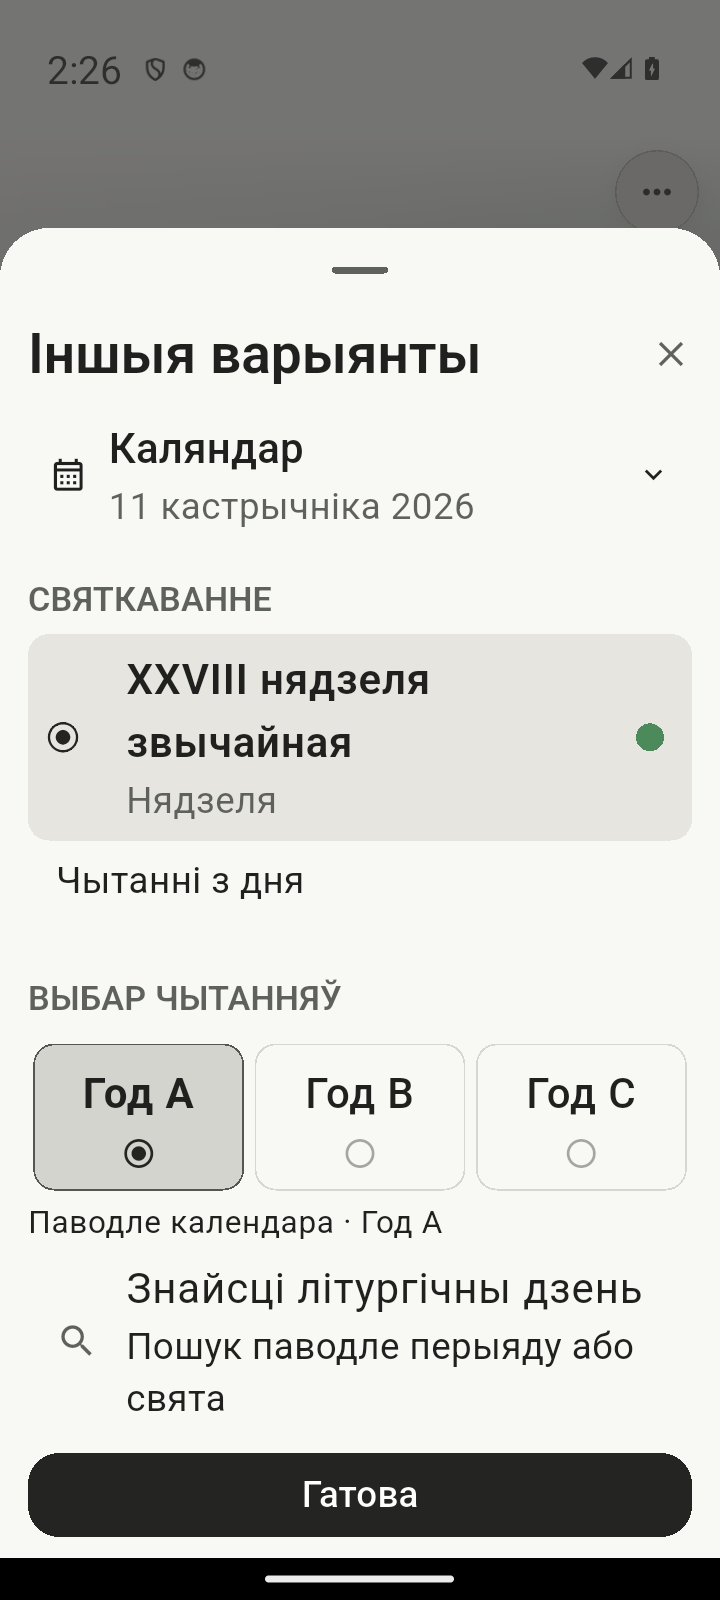 2:26
Іншыя варыянты
Каляндар
11 кастрычніка 2026
СВЯТКАВАННЕ
XXVIII нядзеля
звычайная
Нядзеля
Чытанні з дня
ВЫБАР ЧЫТАННЯЎ
Год A
Год B
Год C
Паводле календара · Год A
Знайсці літургічны дзень
Пошук паводле перыяду або
свята
Гатова